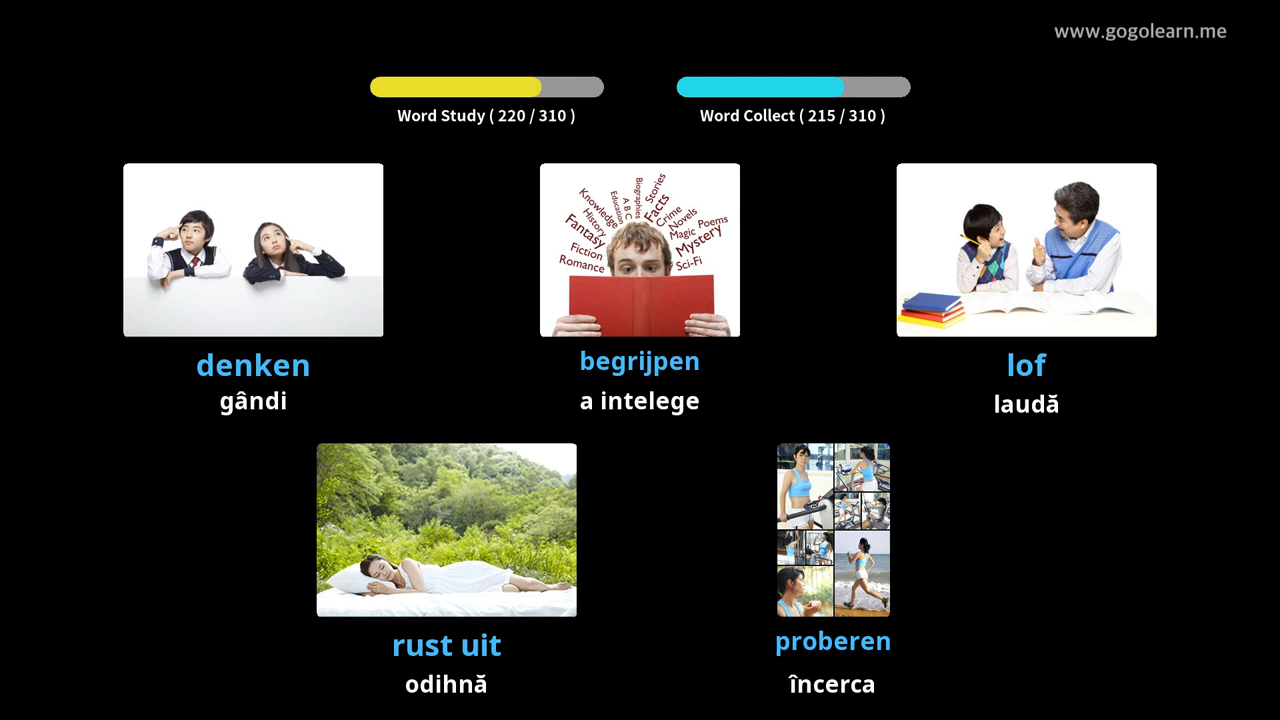 www.gogolearn.me
Word Study ( 220 / 310 )
Word Collect ( 215 / 310 )
Knowledge
History
Fantasy
Fiction
Romance
Education
A B C
Biographies
Stories
Facts
Crime
Novels
Magic
Poems
Mystery
Sci-Fi
denken
gândi
begrijpen
a intelege
lof
laudă
rust uit
odihnă
proberen
încerca